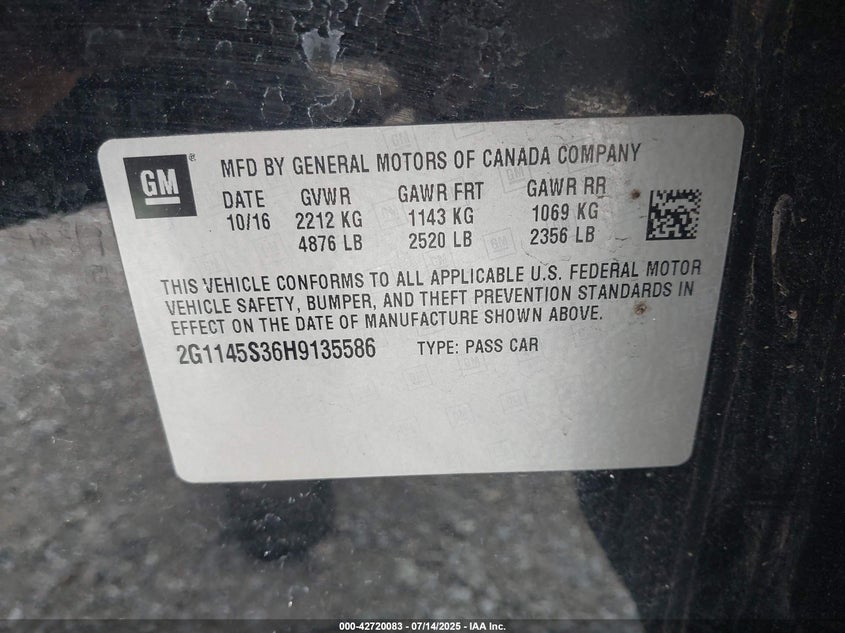 GM
MFD BY GENERAL MOTORS OF CANADA COMPANY
DATE GVWR GAWR FRT GAWR RR
10/16 2212 KG 1143 KG 1069 KG
4876 LB 2520 LB 2356 LB
THIS VEHICLE CONFORMS TO ALL APPLICABLE U.S. FEDERAL MOTOR
VEHICLE SAFETY, BUMPER, AND THEFT PREVENTION STANDARDS IN
EFFECT ON THE DATE OF MANUFACTURE SHOWN ABOVE.
2G1145S36H9135586 TYPE: PASS CAR
000-42720083 - 07/14/2025 - IAA Inc.